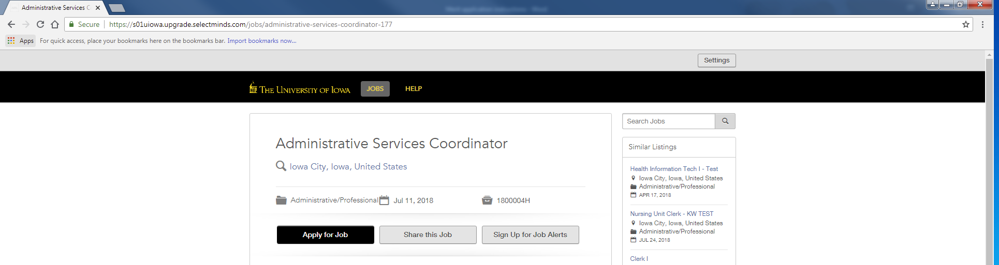 Administrative Services C
Secure
https://s01uiowa.upgrade.selectminds.com/jobs/administrative-services-coordinator-177
Apps For quick access, place your bookmarks here on the bookmarks bar. Import bookmarks now...
Settings
THE UNIVERSITY OF IOWA
JOBS
HELP
Administrative Services Coordinator
Iowa City, Iowa, United States
Administrative/Professional
Jul 11, 2018
1800004H
Apply for Job
Share this Job
Sign Up for Job Alerts
Search Jobs
Similar Listings
Health Information Tech I - Test
Iowa City, Iowa, United States
Administrative/Professional
APR 17, 2018
Nursing Unit Clerk - KW TEST
Iowa City, Iowa, United States
Administrative/Professional
JUL 24, 2018
Clerk I